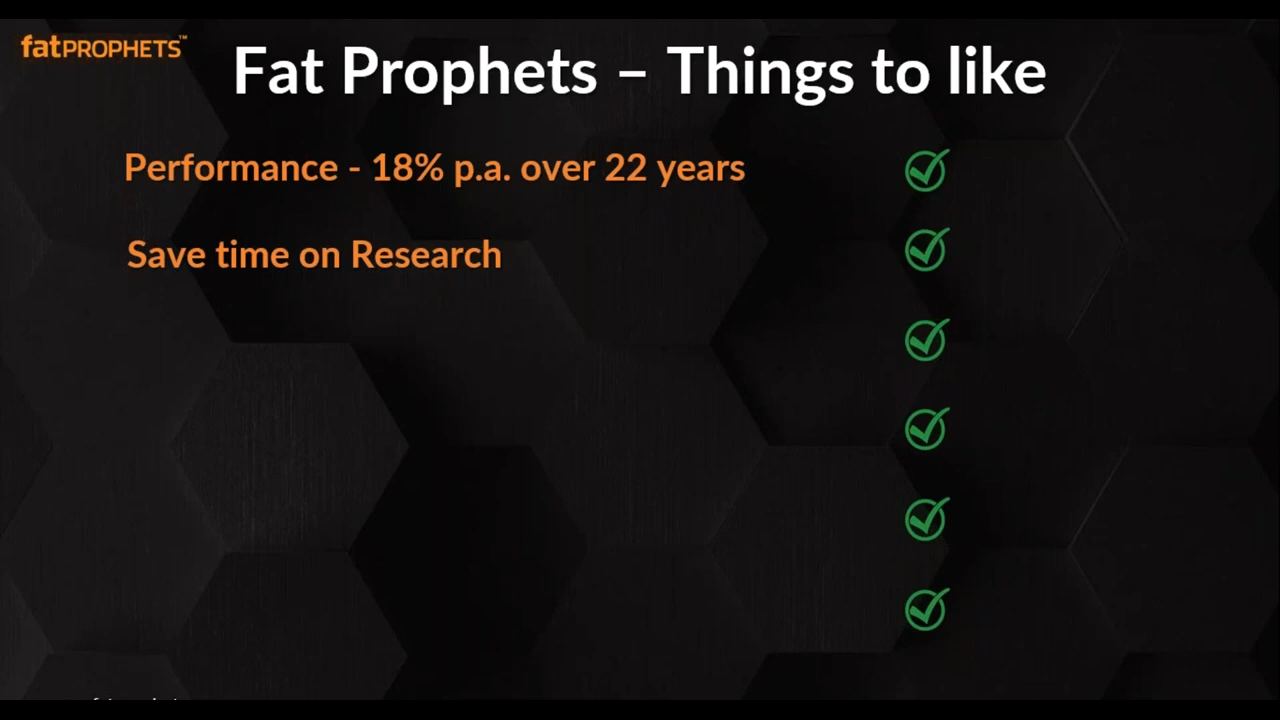 fatPROPHETS™
Fat Prophets – Things to like
Performance - 18% p.a. over 22 years
Save time on Research